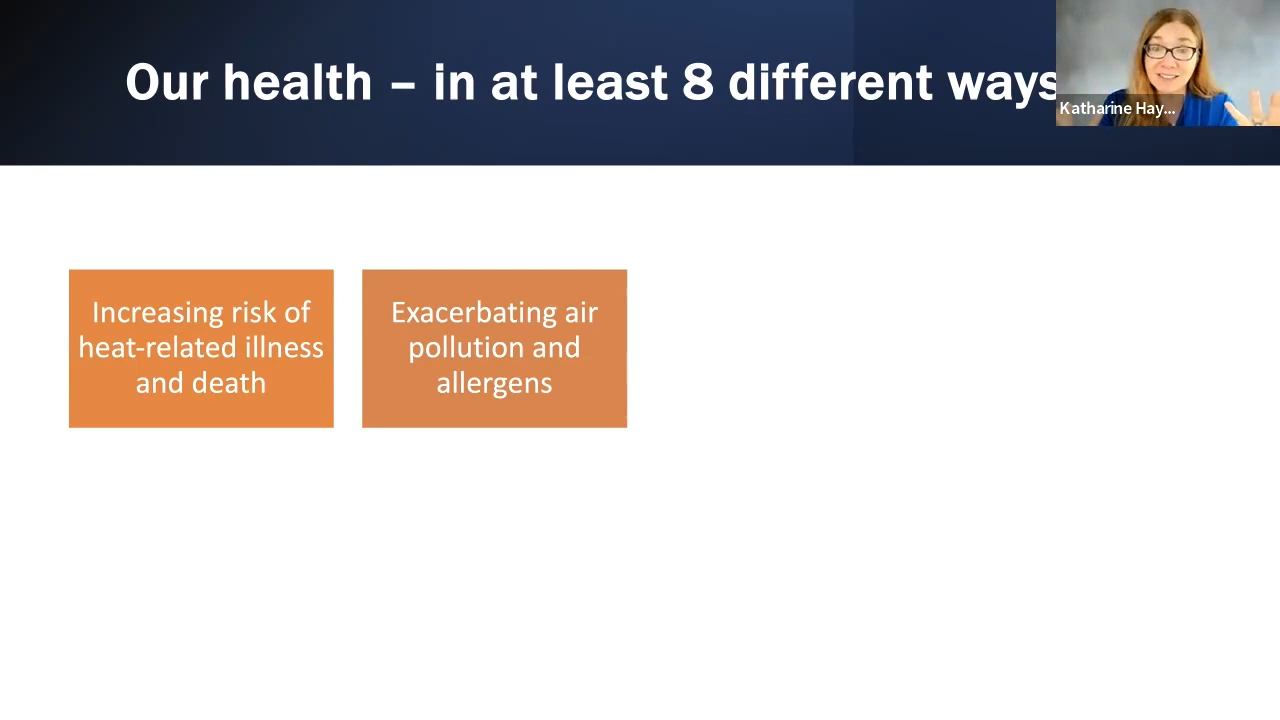 Our health – in at least 8 different ways
Katharine Hay...
Increasing risk of
heat-related illness
and death
Exacerbating air
pollution and
allergens